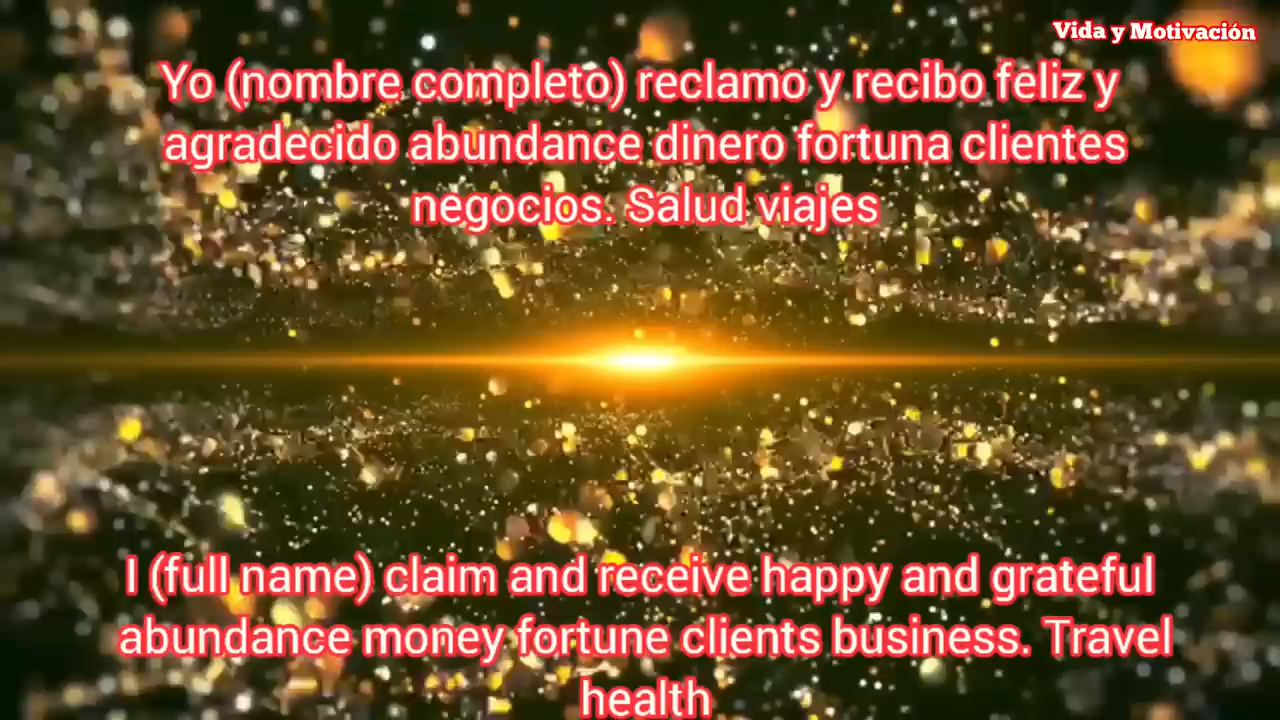 Vida y Motivación
Yo (nombre completo) reclamo y recibo feliz y
agradecido abundance dinero fortuna clientes
negocios. Salud viajes
I (full name) claim and receive happy and grateful
abundance money fortune clients business. Travel
health